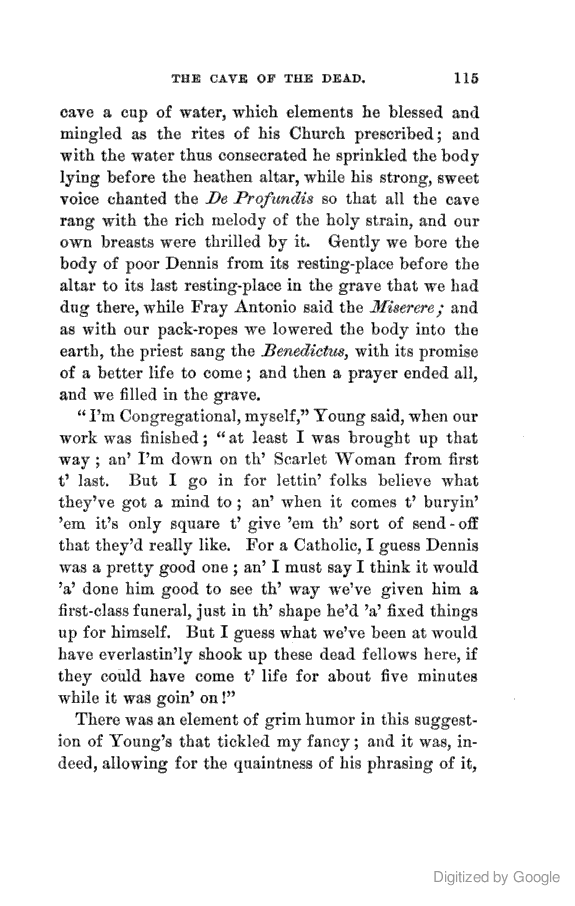 THE CAVE OF THE DEAD. 115
cave a cup of water, which elements he blessed and
mingled as the rites of his Church prescribed; and
with the water thus consecrated he sprinkled the body
lying before the heathen altar, while his strong, sweet
voice chanted the De Profundis so that all the cave
rang with the rich melody of the holy strain, and our
own breasts were thrilled by it. Gently we bore the
body of poor Dennis from its resting-place before the
altar to its last resting-place in the grave that we had
dug there, while Fray Antonio said the Miserere; and
as with our pack-ropes we lowered the body into the
earth, the priest sang the Benedictus, with its promise
of a better life to come; and then a prayer ended all,
and we filled in the grave.
"I'm Congregational, myself," Young said, when our
work was finished; "at least I was brought up that
way; an' I'm down on th' Scarlet Woman from first
t' last. But I go in for lettin' folks believe what
they've got a mind to; an' when it comes t' buryin'
'em it's only square t' give 'em th' sort of send-off
that they'd really like. For a Catholic, I guess Dennis
was a pretty good one; an' I must say I think it would
'a' done him good to see th' way we've given him a
first-class funeral, just in th' shape he'd 'a' fixed things
up for himself. But I guess what we've been at would
have everlastin'ly shook up these dead fellows here, if
they could have come t' life for about five minutes
while it was goin' on!"
There was an element of grim humor in this suggest-
ion of Young's that tickled my fancy; and it was, in-
deed, allowing for the quaintness of his phrasing of it,
Digitized by Google